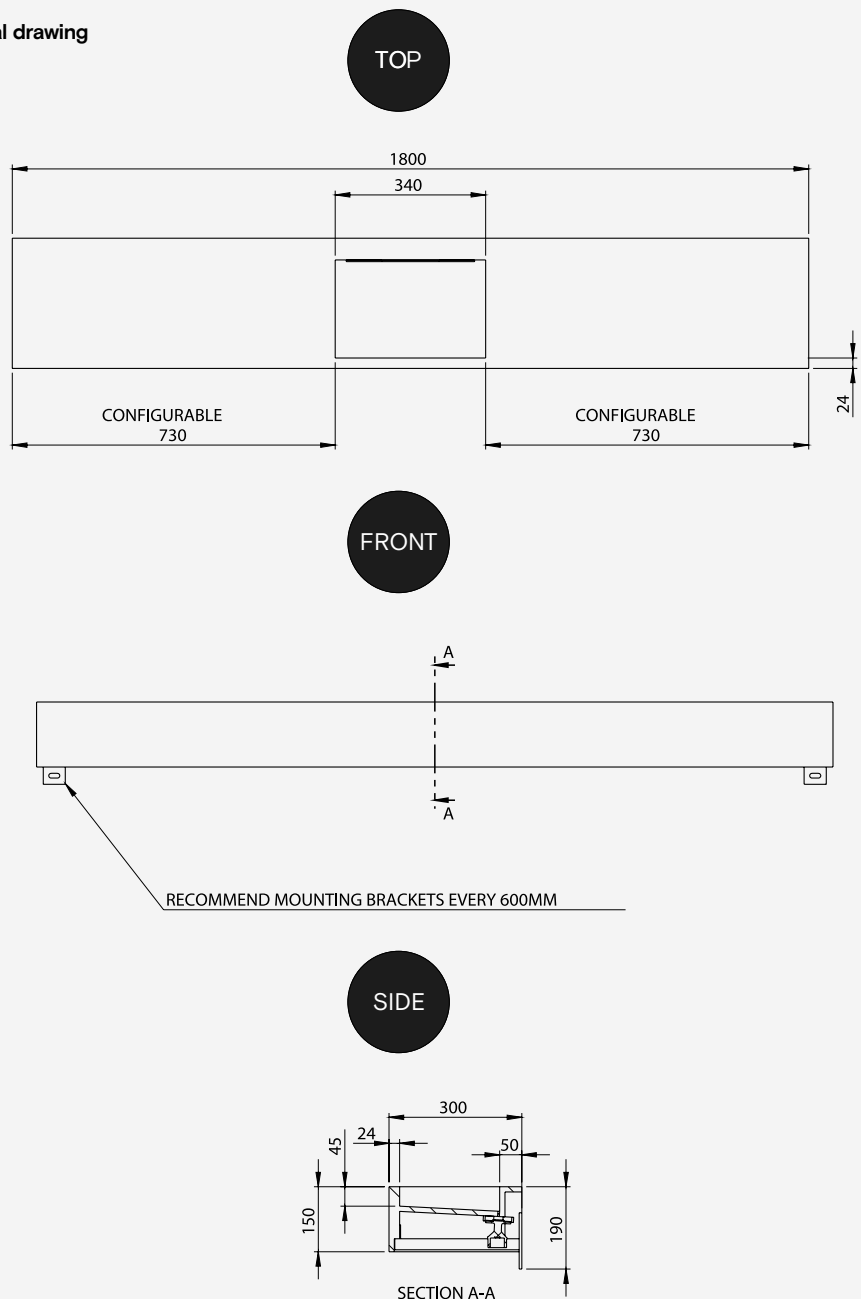 al drawing
TOP
1800
340
24
CONFIGURABLE
730
CONFIGURABLE
730
FRONT
A
A
RECOMMEND MOUNTING BRACKETS EVERY 600MM
SIDE
300
24
50
45
150
190
SECTION A-A